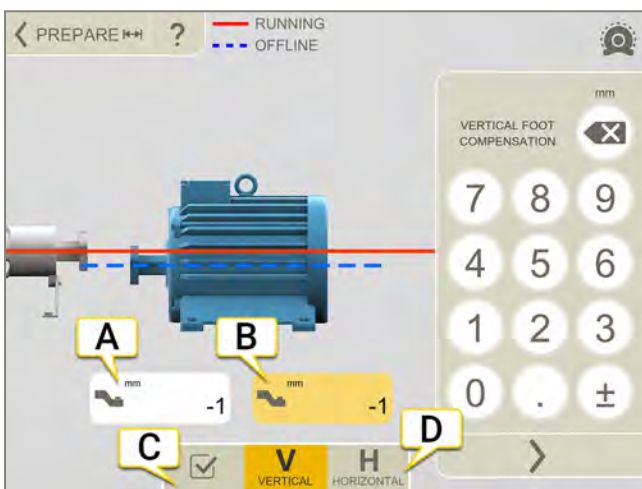 PREPARE
?
RUNNING
OFFLINE
mm
VERTICAL FOOT
COMPENSATION
7 8 9
4 5 6
1 2 3
0 . ±
A
mm
-1
B
mm
-1
C
D
V
VERTICAL
H
HORIZONTAL